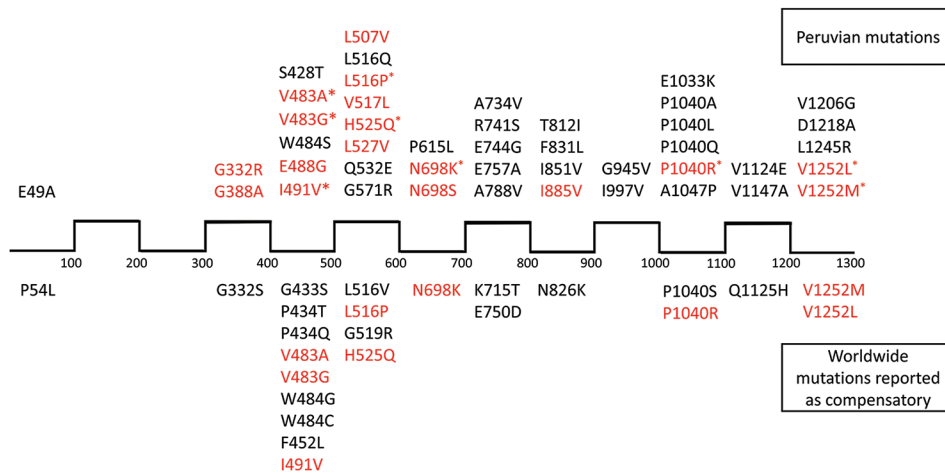 Peruvian mutations
E49A
G332R
G388A
S428T
V483A*
V483G*
W484S
E488G
I491V*
L507V
L516Q
L516P*
V517L
H525Q*
L527V
Q532E
G571R
P615L
N698K*
N698S
A734V
R741S
E744G
E757A
A788V
T812I
F831L
I851V
I885V
G945V
I997V
E1033K
P1040A
P1040L
P1040Q
P1040R*
A1047P
V1124E
V1147A
V1206G
D1218A
L1245R
V1252L*
V1252M*
100 200 300 400 500 600 700 800 900 1000 1100 1200 1300
P54L
G332S
G433S
P434T
P434Q
V483A
V483G
W484G
W484C
F452L
I491V
L516V
L516P
G519R
H525Q
N698K
K715T
E750D
N826K
P1040S
P1040R
Q1125H
V1252M
V1252L
Worldwide
mutations reported
as compensatory